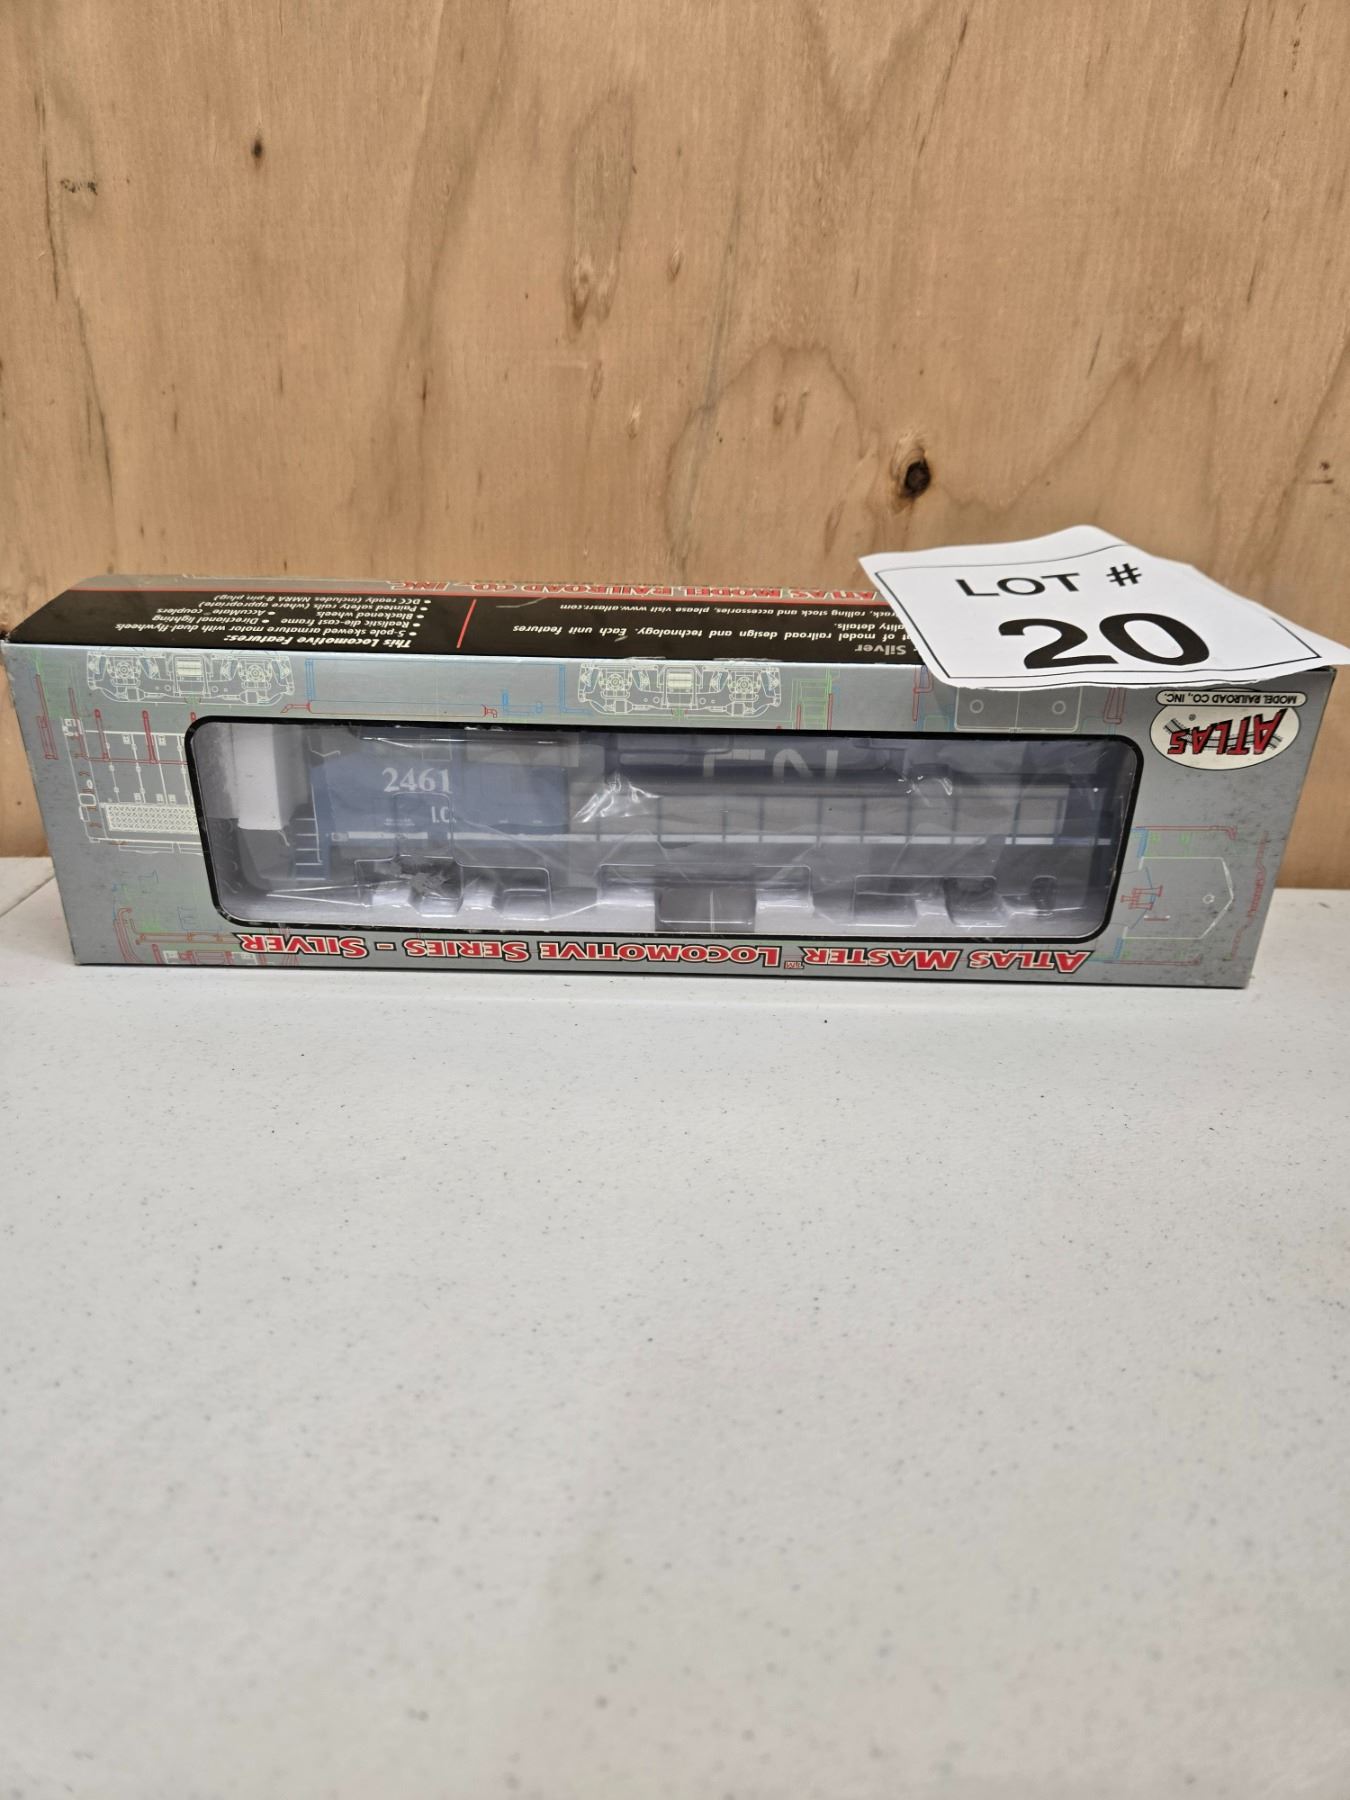 LOT #
20
ATLAS MODEL RAILROAD CO., INC.
This Locomotive Features:
• 5-pole skewed armature motor with dual-flywheels
• Realistic die-cast frame • Directional lighting
• Blackened wheels • AccuMate couplers
• Painted safety rails (where appropriate)
• DCC ready (includes NMRA 8-pin plug)
Silver
of model railroad design and technology. Each unit features
details.
rolling stock and accessories, please visit www.atlasrr.com
ATLAS
MODEL RAILROAD CO., INC.
2461
ATLAS MASTER LOCOMOTIVE SERIES - SILVER
TM